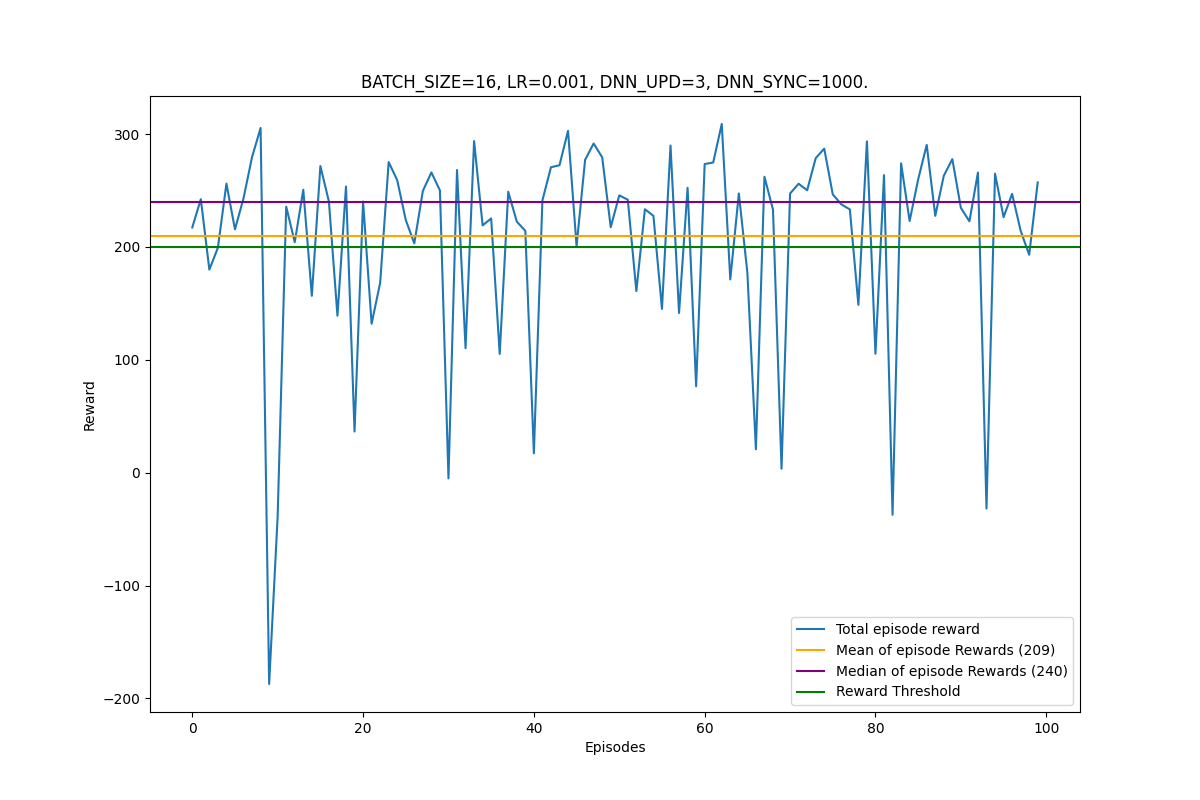 BATCH_SIZE=16, LR=0.001, DNN_UPD=3, DNN_SYNC=1000.
300
200
100
0
−100
−200
Reward
Total episode reward
Mean of episode Rewards (209)
Median of episode Rewards (240)
Reward Threshold
0 20 40 60 80 100
Episodes